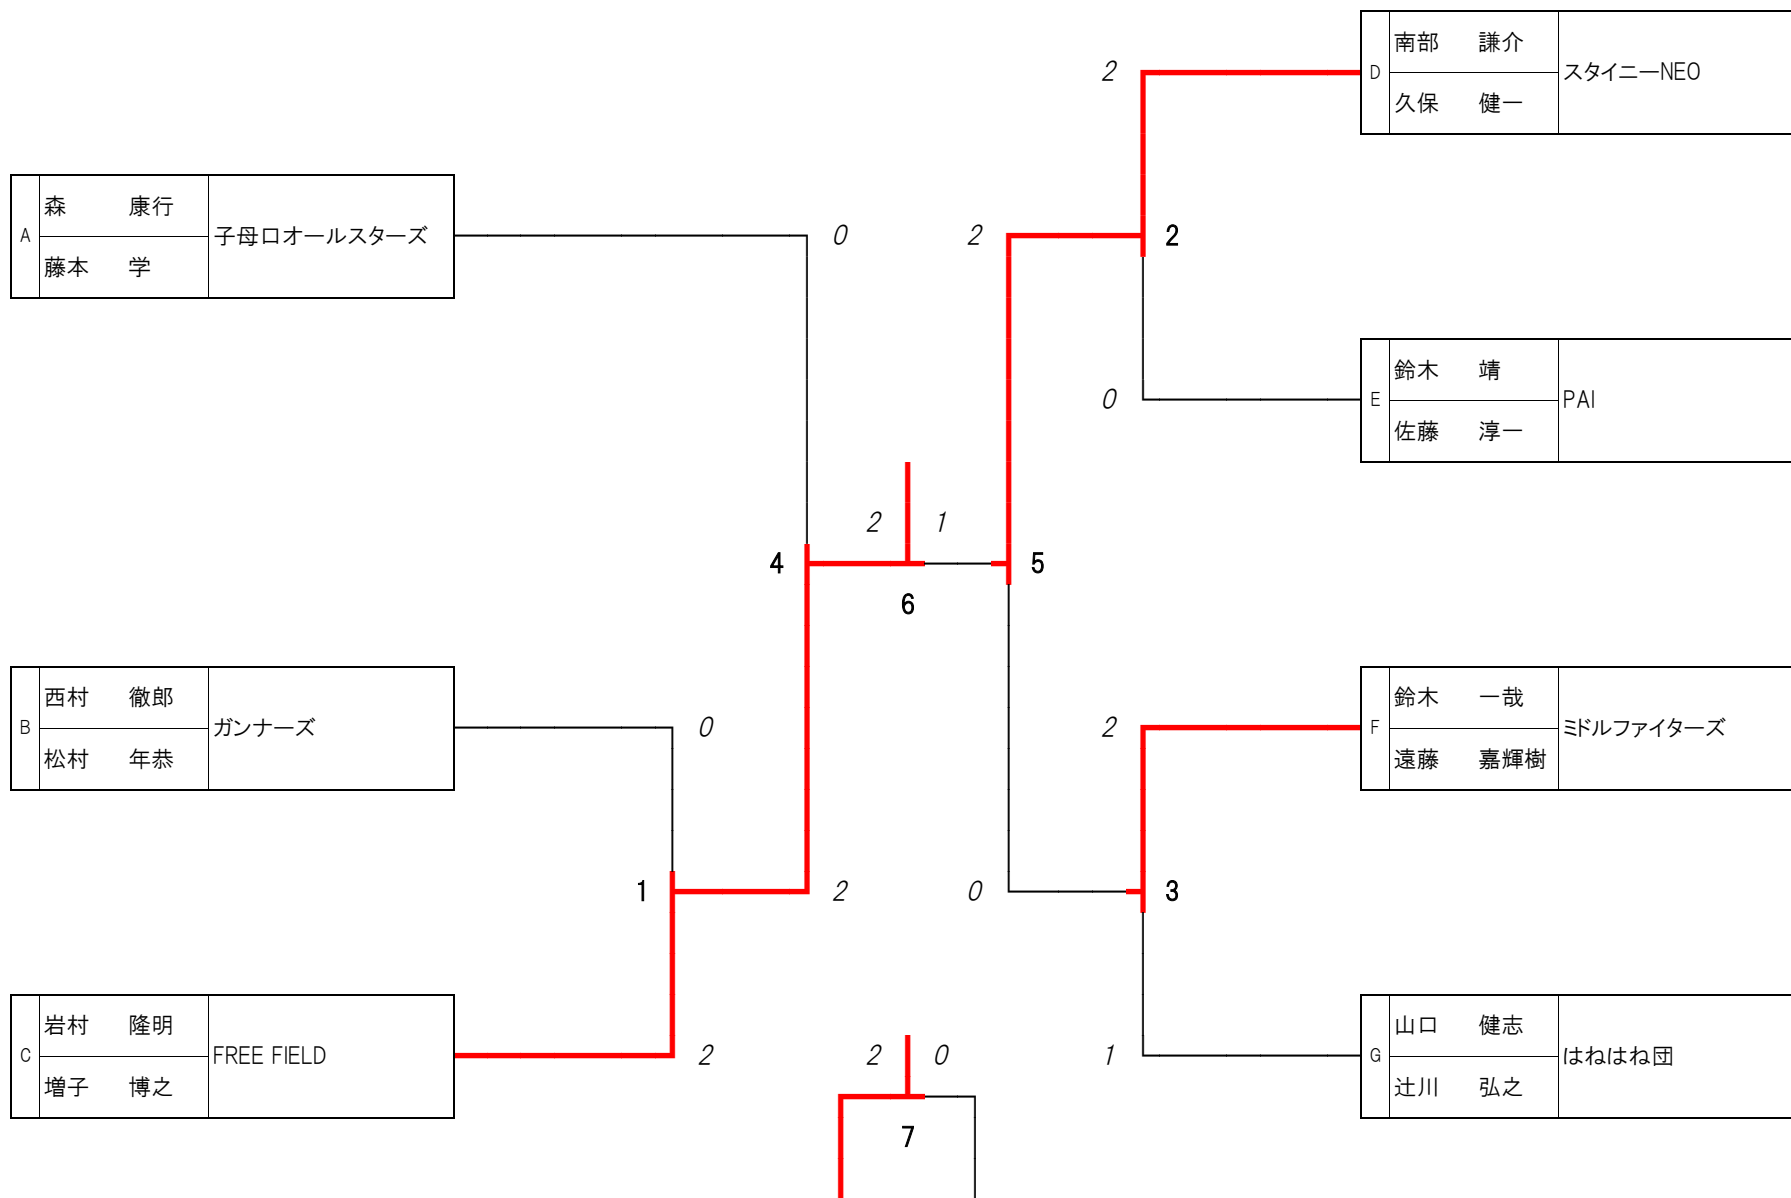 南部 謙介
D スタイニーNEO
久保 健一
2
森 康行
A 子母口オールスターズ
藤本 学
0 2 2
鈴木 靖
0 E PAI
佐藤 淳一
2 1
4 5
6
西村 徹郎
B ガンナーズ
松村 年恭
0
鈴木 一哉
2 F ミドルファイターズ
遠藤 嘉輝樹
1 2 0 3
岩村 隆明
C FREE FIELD
増子 博之
2
2 0
山口 健志
1 G はねはね団
辻川 弘之
7